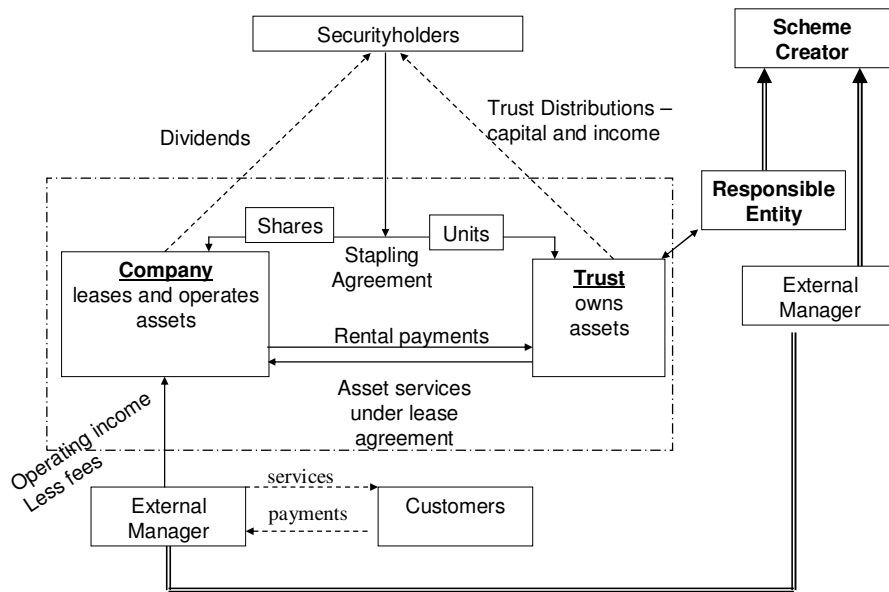 Securityholders
Scheme
Creator
Trust Distributions –
capital and income
Dividends
Responsible
Entity
Shares
Units
Stapling
Agreement
Company
leases and operates
assets
Trust
owns
assets
External
Manager
Rental payments
Asset services
under lease
agreement
Operating income
Less fees
External
Manager
services
payments
Customers